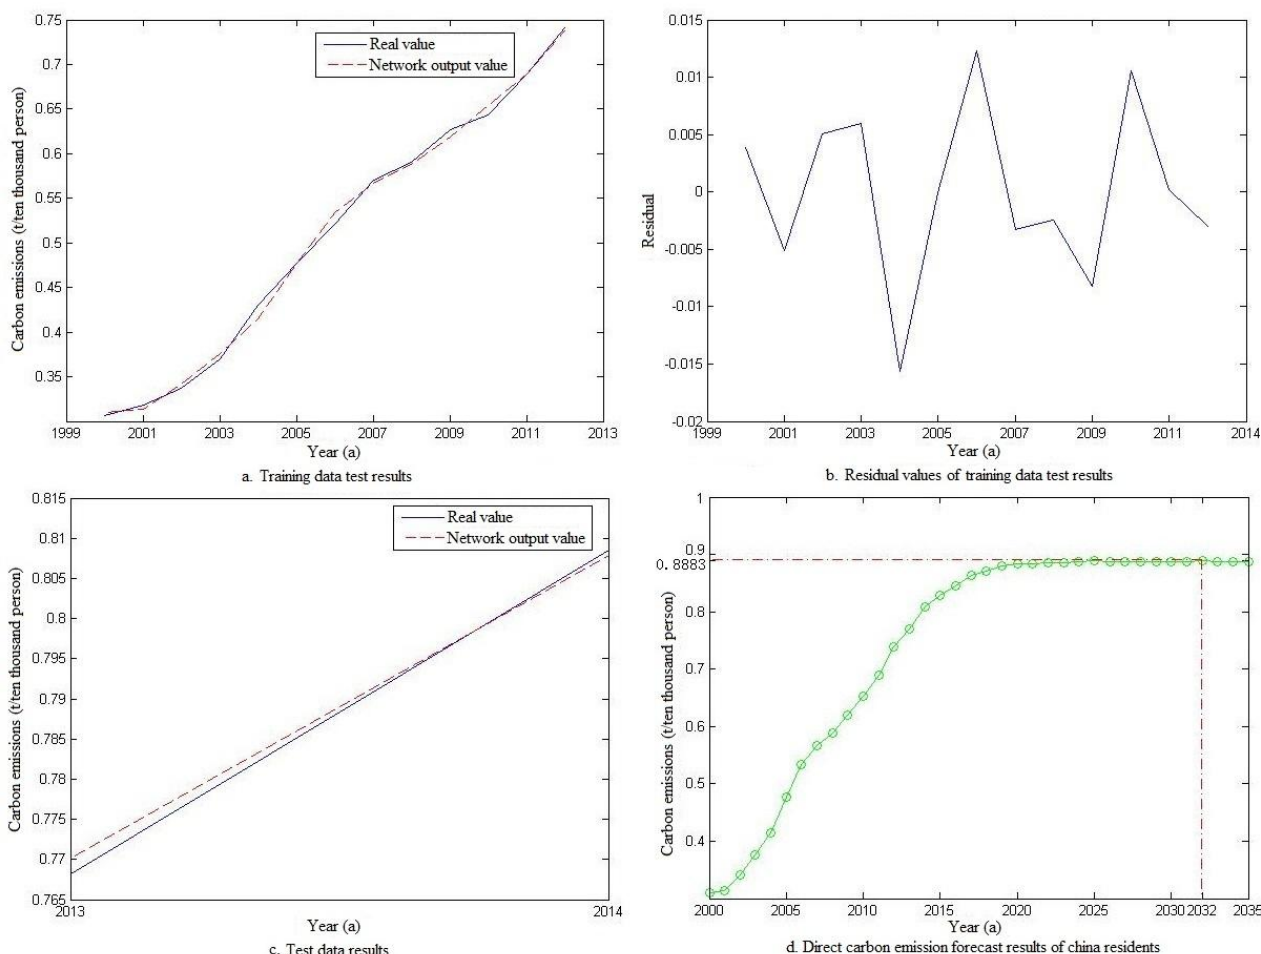 0.75
0.7
0.65
0.6
0.55
0.5
0.45
0.4
0.35
Carbon emissions (t/ten thousand person)
Real value
Network output value
1999 2001 2003 2005 2007 2009 2011 2013
Year (a)
a. Training data test results
0.015
0.01
0.005
0
-0.005
-0.01
-0.015
-0.02
Residual
1999 2001 2003 2005 2007 2009 2011 2014
Year (a)
b. Residual values of training data test results
0.815
0.81
0.805
0.8
0.795
0.79
0.785
0.78
0.775
0.77
0.765
Carbon emissions (t/ten thousand person)
Real value
Network output value
2013 2014
Year (a)
c. Test data results
1
0.9
0.8883
0.8
0.7
0.6
0.5
0.4
Carbon emissions (t/ten thousand person)
2000 2005 2010 2015 2020 2025 2030 2032 2035
Year (a)
d. Direct carbon emission forecast results of china residents